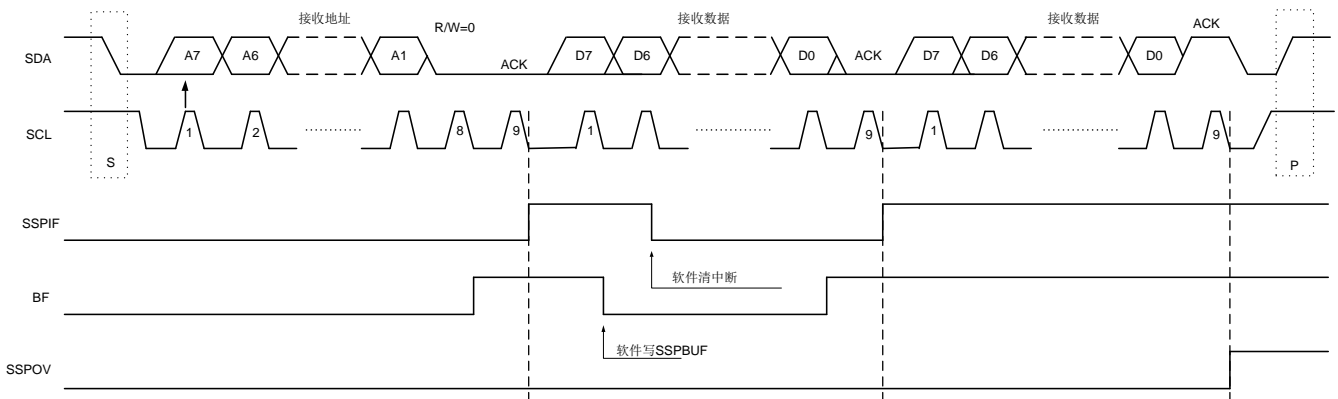 接收地址 接收数据 接收数据 ACK
R/W=0
SDA A7 A6 A1 ACK D7 D6 D0 ACK D7 D6 D0
SCL 1 2 8 9 1 9 1 9
S P
SSPIF
软件清中断
BF
软件写SSPBUF
SSPOV